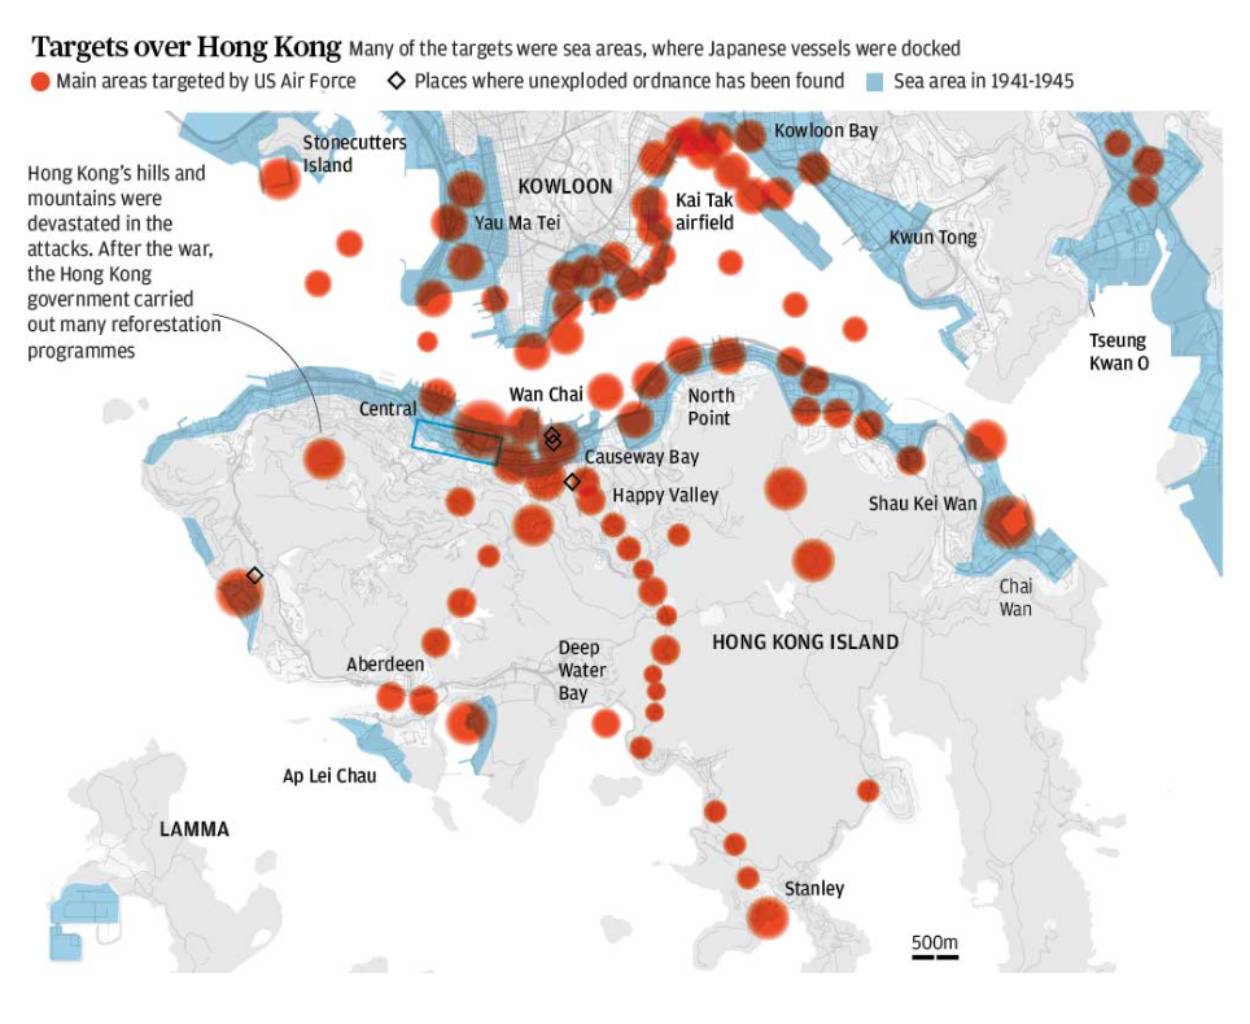 Targets over Hong Kong Many of the targets were sea areas, where Japanese vessels were docked
Main areas targeted by US Air Force
Places where unexploded ordnance has been found
Sea area in 1941-1945
Hong Kong's hills and
mountains were
devastated in the
attacks. After the war,
the Hong Kong
government carried
out many reforestation
programmes
Stonecutters
Island
KOWLOON
Yau Ma Tei
Kai Tak
airfield
Kowloon Bay
Kwun Tong
Tseung
Kwan O
Central
Wan Chai
North
Point
Causeway Bay
Happy Valley
Shau Kei Wan
Chai
Wan
HONG KONG ISLAND
Aberdeen
Deep
Water
Bay
Ap Lei Chau
LAMMA
Stanley
500m